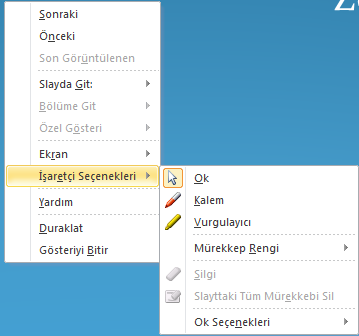 Sonraki
Önceki
Son Görüntülenen
Slayda Git:
Bölüme Git
Özel Gösteri
Ekran
İşaretçi Seçenekleri
Yardım
Duraklat
Gösteriyi Bitir
Ok
Kalem
Vurgulayıcı
Mürekkep Rengi
Silgi
Slayttaki Tüm Mürekkebi Sil
Ok Seçenekleri